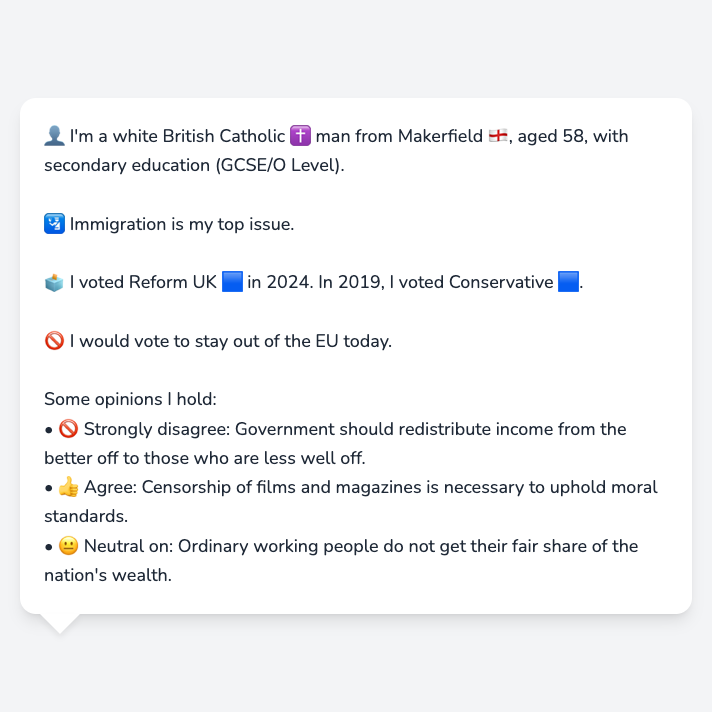 👤 I'm a white British Catholic ✝️ man from Makerfield 🏴󠁧󠁢󠁥󠁮󠁧󠁿, aged 58, with
secondary education (GCSE/O Level).
🛂 Immigration is my top issue.
🗳️ I voted Reform UK 🟦 in 2024. In 2019, I voted Conservative 🟦.
🚫 I would vote to stay out of the EU today.
Some opinions I hold:
• 🚫 Strongly disagree: Government should redistribute income from the
better off to those who are less well off.
• 👍 Agree: Censorship of films and magazines is necessary to uphold moral
standards.
• 😐 Neutral on: Ordinary working people do not get their fair share of the
nation's wealth.